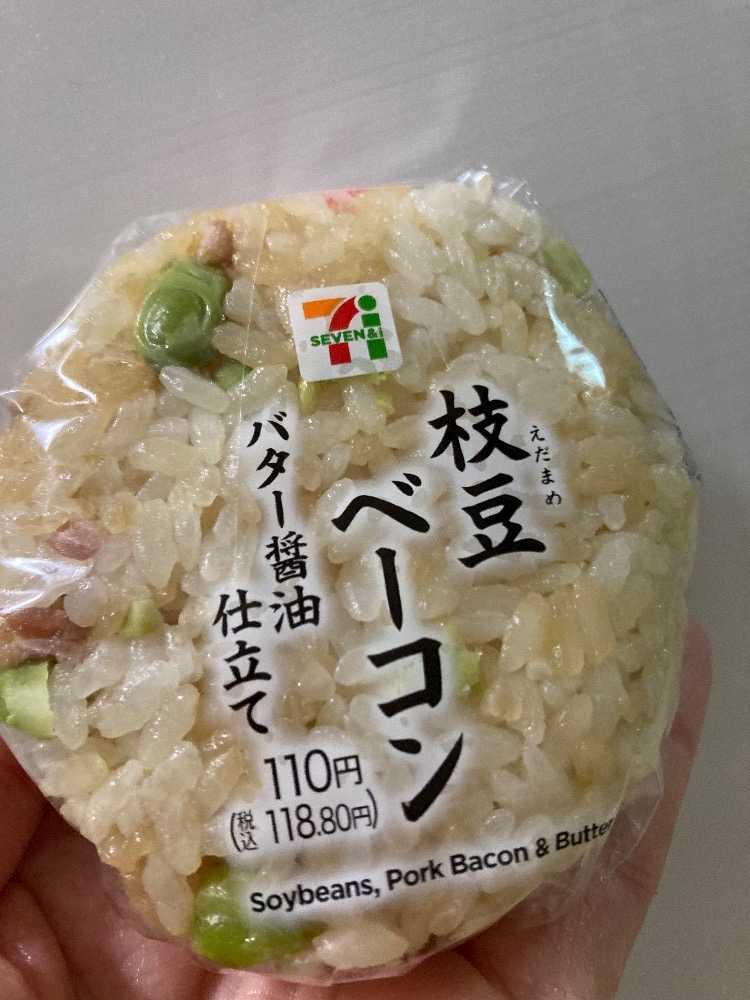 SEVEN&i
枝豆
えだまめ
ベーコン
バター醤油
仕立て
110円
(税込 118.80円)
Soybeans, Pork Bacon & Butter